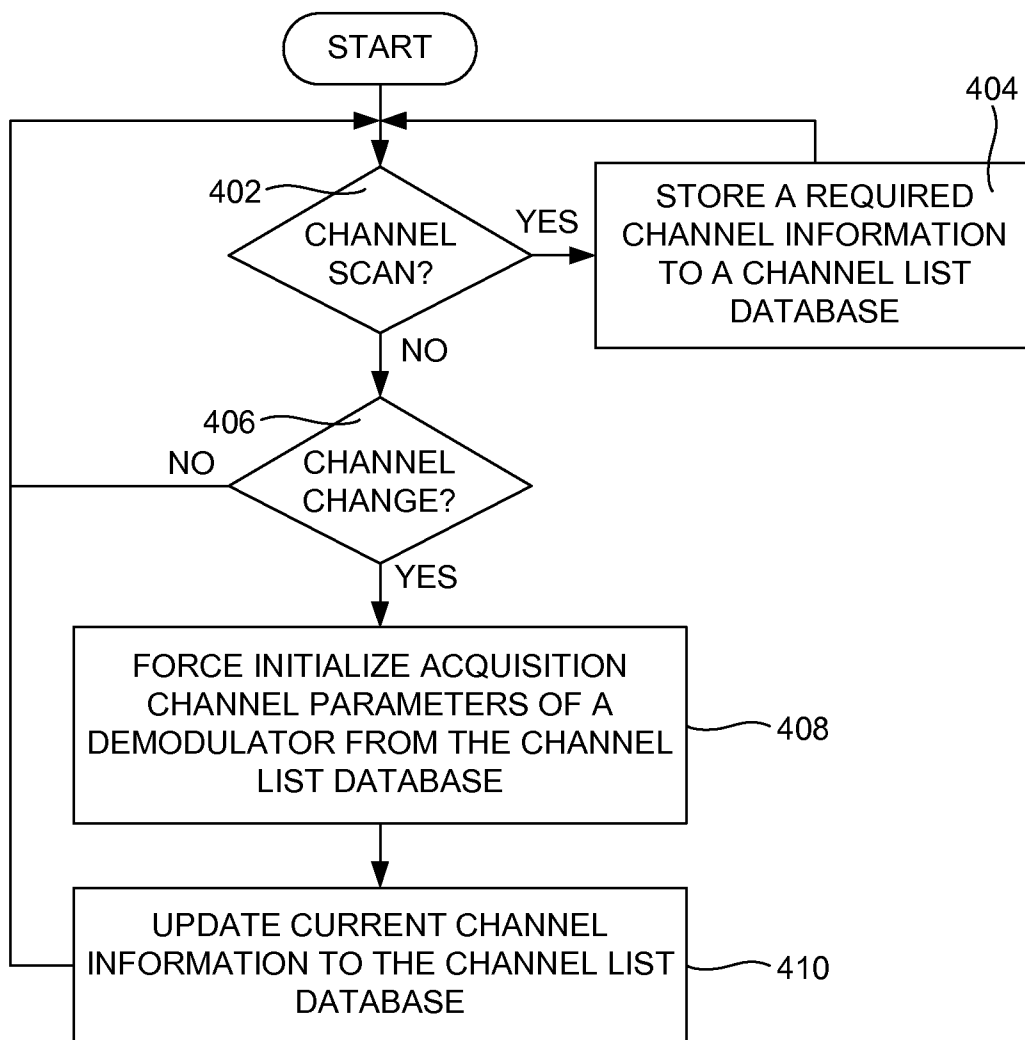 START
404
402
CHANNEL
SCAN?
YES
STORE A REQUIRED
CHANNEL INFORMATION
TO A CHANNEL LIST
DATABASE
NO
406
NO
CHANNEL
CHANGE?
YES
FORCE INITIALIZE ACQUISITION
CHANNEL PARAMETERS OF A
DEMODULATOR FROM THE CHANNEL
LIST DATABASE
408
UPDATE CURRENT CHANNEL
INFORMATION TO THE CHANNEL LIST
DATABASE
410